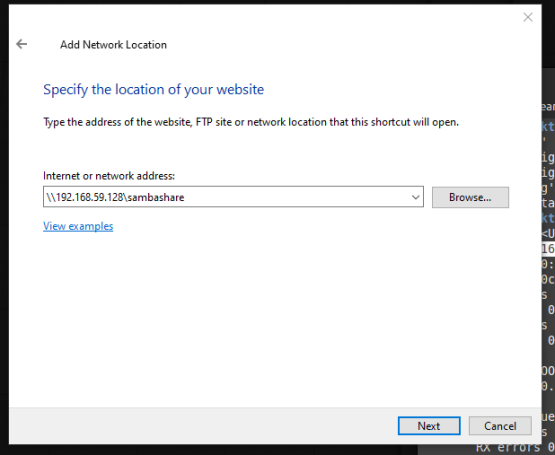 Add Network Location
Specify the location of your website
Type the address of the website, FTP site or network location that this shortcut will open.
Internet or network address:
\\192.168.59.128\sambashare
Browse...
View examples
Next
Cancel
RX errors 0